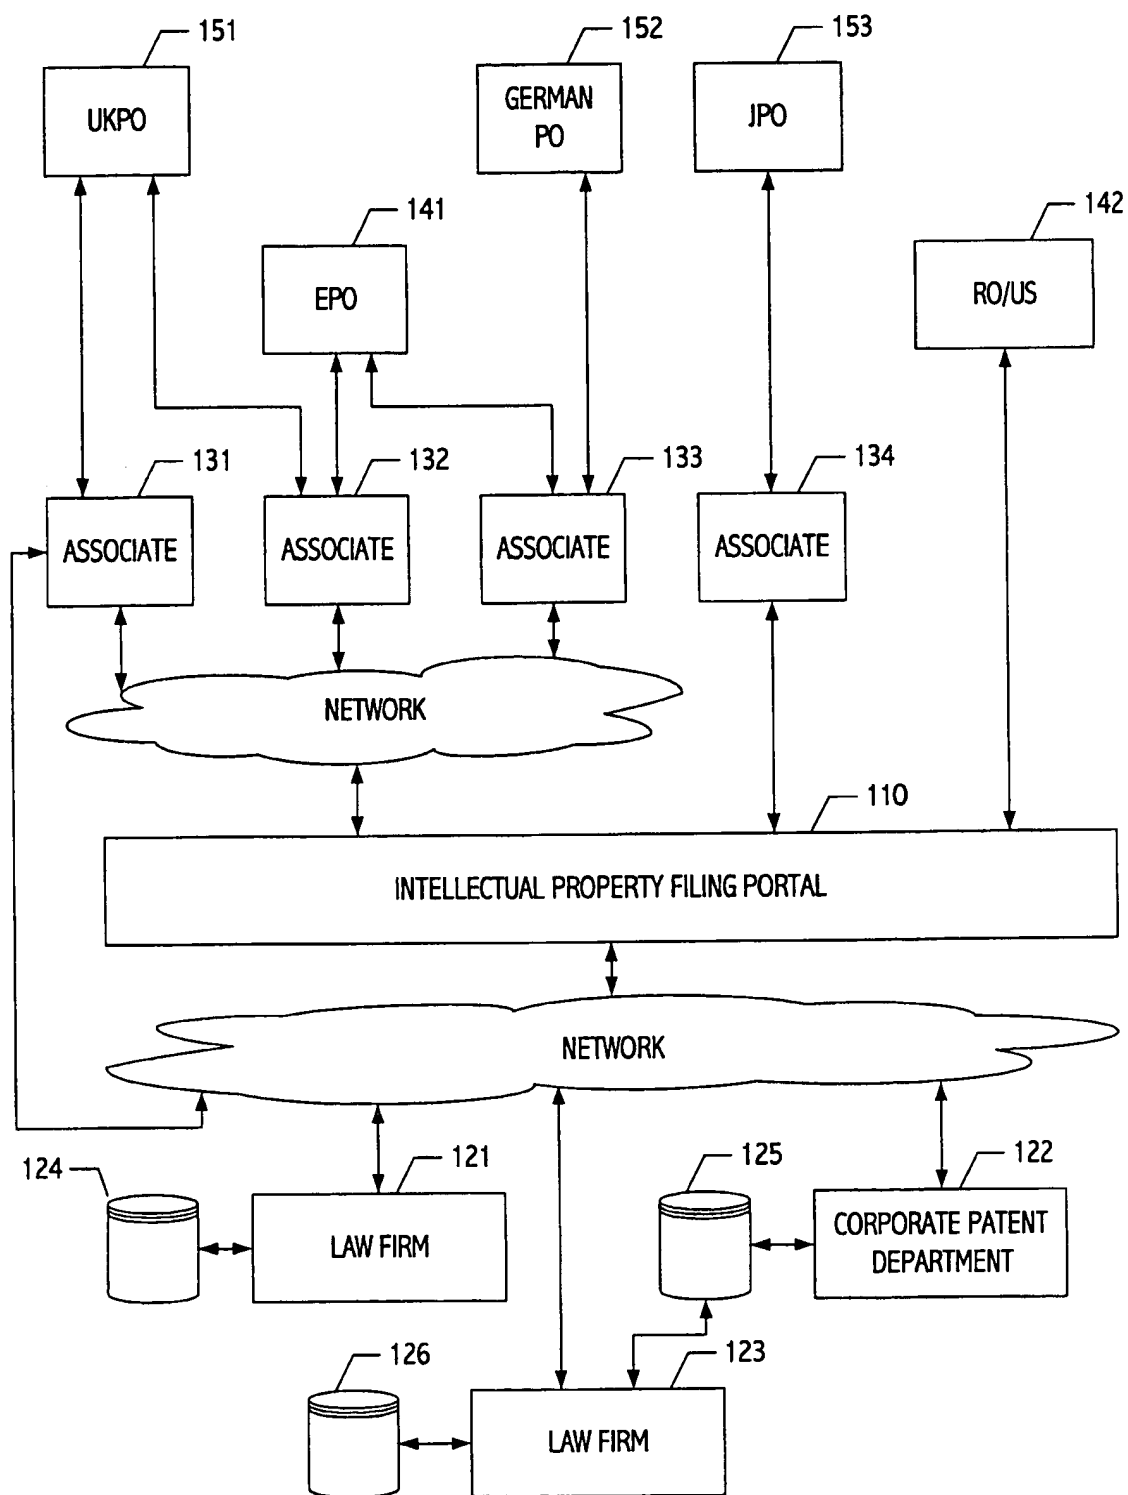 151
152
153
UKPO
GERMAN
PO
JPO
141
142
EPO
RO/US
131
132
133
134
ASSOCIATE
ASSOCIATE
ASSOCIATE
ASSOCIATE
NETWORK
110
INTELLECTUAL PROPERTY FILING PORTAL
NETWORK
124
121
125
122
LAW FIRM
CORPORATE PATENT
DEPARTMENT
126
123
LAW FIRM